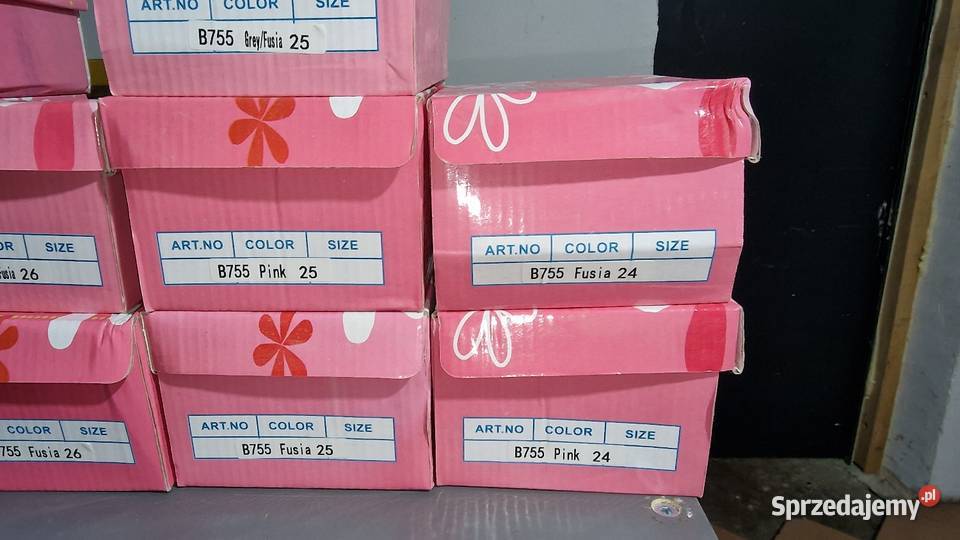 ART.NO COLOR SIZE
B755 Grey/Fusia 25
ART.NO COLOR SIZE
B755 Pink 25
ART.NO COLOR SIZE
B755 Fusia 24
SIZE
26
ART.NO COLOR SIZE
B755 Fusia 25
ART.NO COLOR SIZE
B755 Pink 24
COLOR SIZE
755 Fusia 26
Sprzedajemy.pl